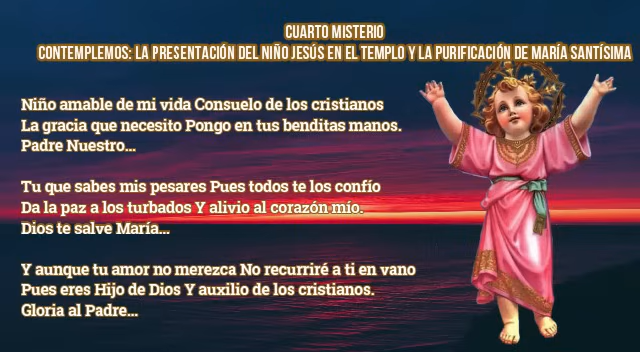 CUARTO MISTERIO
CONTEMPLEMOS: LA PRESENTACIÓN DEL NIÑO JESÚS EN EL TEMPLO Y LA PURIFICACIÓN DE MARÍA SANTÍSIMA
Niño amable de mi vida Consuelo de los cristianos
La gracia que necesito Pongo en tus benditas manos.
Padre Nuestro...
Tu que sabes mis pesares Pues todos te los confío
Da la paz a los turbados Y alivio al corazón mío.
Dios te salve María...
Y aunque tu amor no merezca No recurriré a ti en vano
Pues eres Hijo de Dios Y auxilio de los cristianos.
Gloria al Padre...